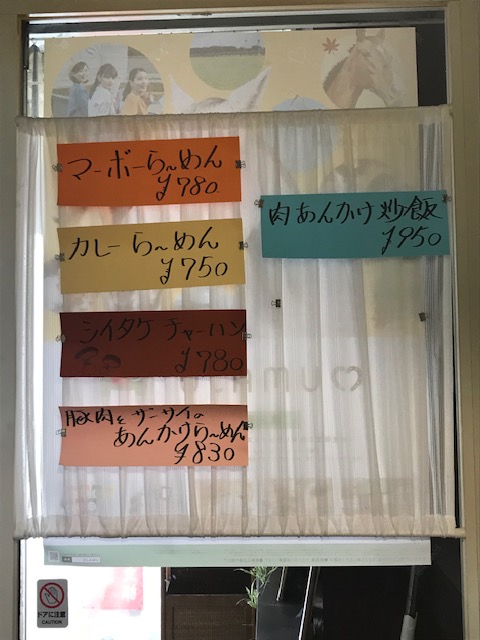 マーボーら〜めん
¥780
カレーら〜めん
¥750
シイタケチャーハン
¥780
豚肉とサンサイの
あんかけら〜めん
¥830
肉あんかけ炒飯
¥950
ドアに注意
CAUTION